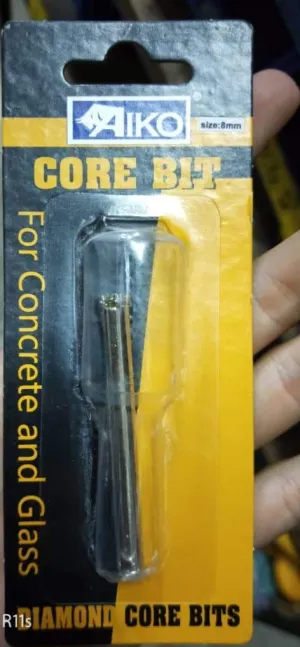 AIKO
®
size:8mm
CORE BIT
For Concrete and Glass
DIAMOND CORE BITS
R11s